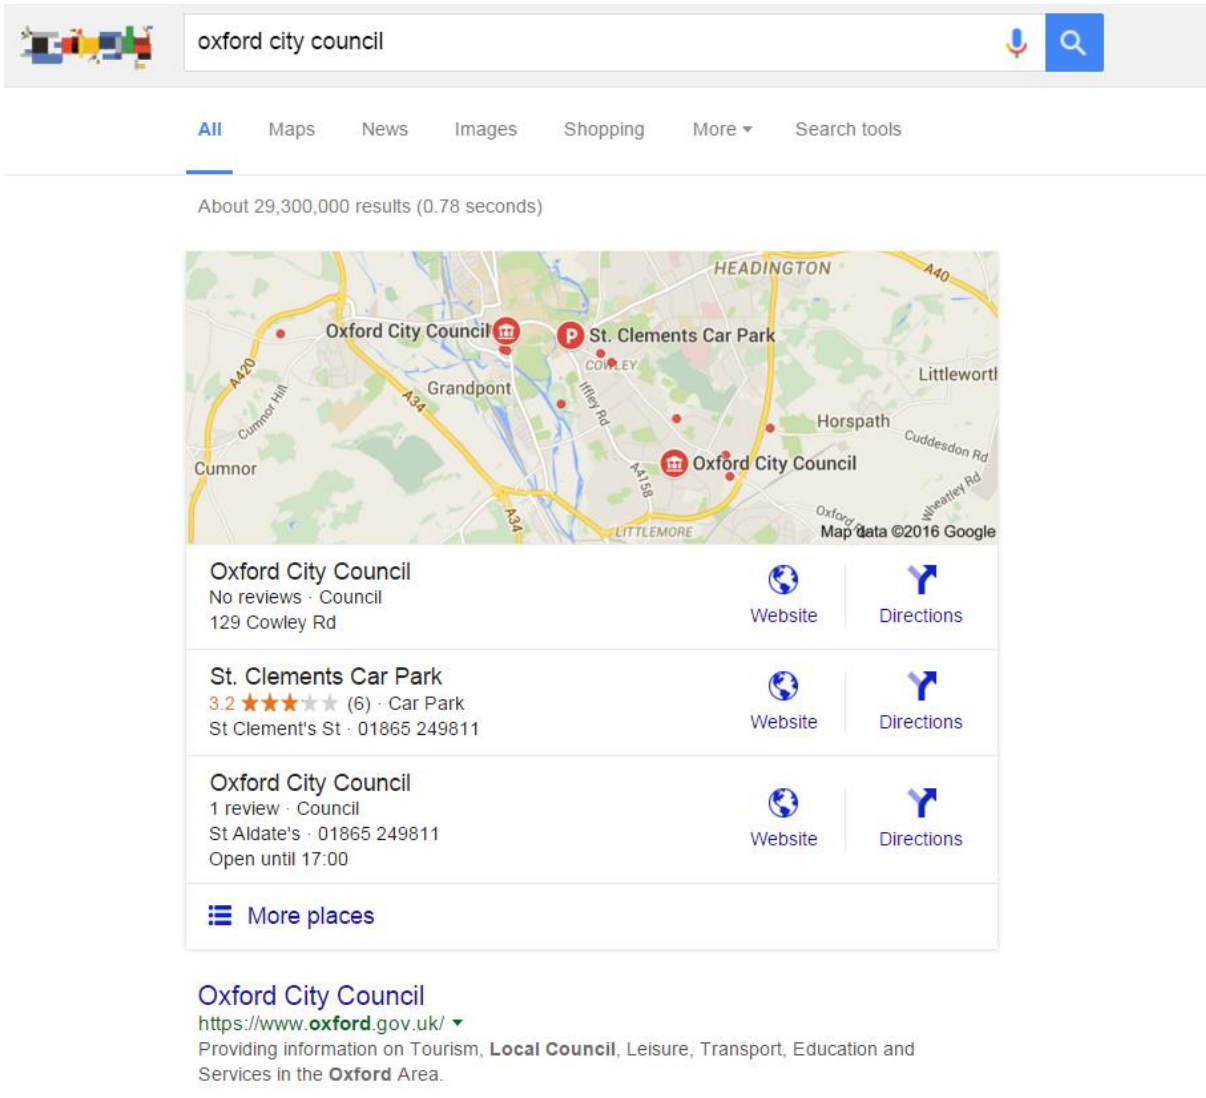 oxford city council
All Maps News Images Shopping More Search tools
About 29,300,000 results (0.78 seconds)
HEADINGTON
A40
Oxford City Council
P St. Clements Car Park
COWLEY
A420
Cumnor Hill
Grandpont
A34
Iffley Rd
Littleworth
Horspath
Cuddesdon Rd
Cumnor
Oxford City Council
A4158
Wheatley Rd
A34
LITTLEMORE
Oxford
Map data ©2016 Google
Oxford City Council
No reviews · Council
129 Cowley Rd
Website
Directions
St. Clements Car Park
3.2 (6) · Car Park
St Clement's St · 01865 249811
Website
Directions
Oxford City Council
1 review · Council
St Aldate's · 01865 249811
Open until 17:00
Website
Directions
More places
Oxford City Council
https://www.oxford.gov.uk/
Providing information on Tourism, Local Council, Leisure, Transport, Education and
Services in the Oxford Area.